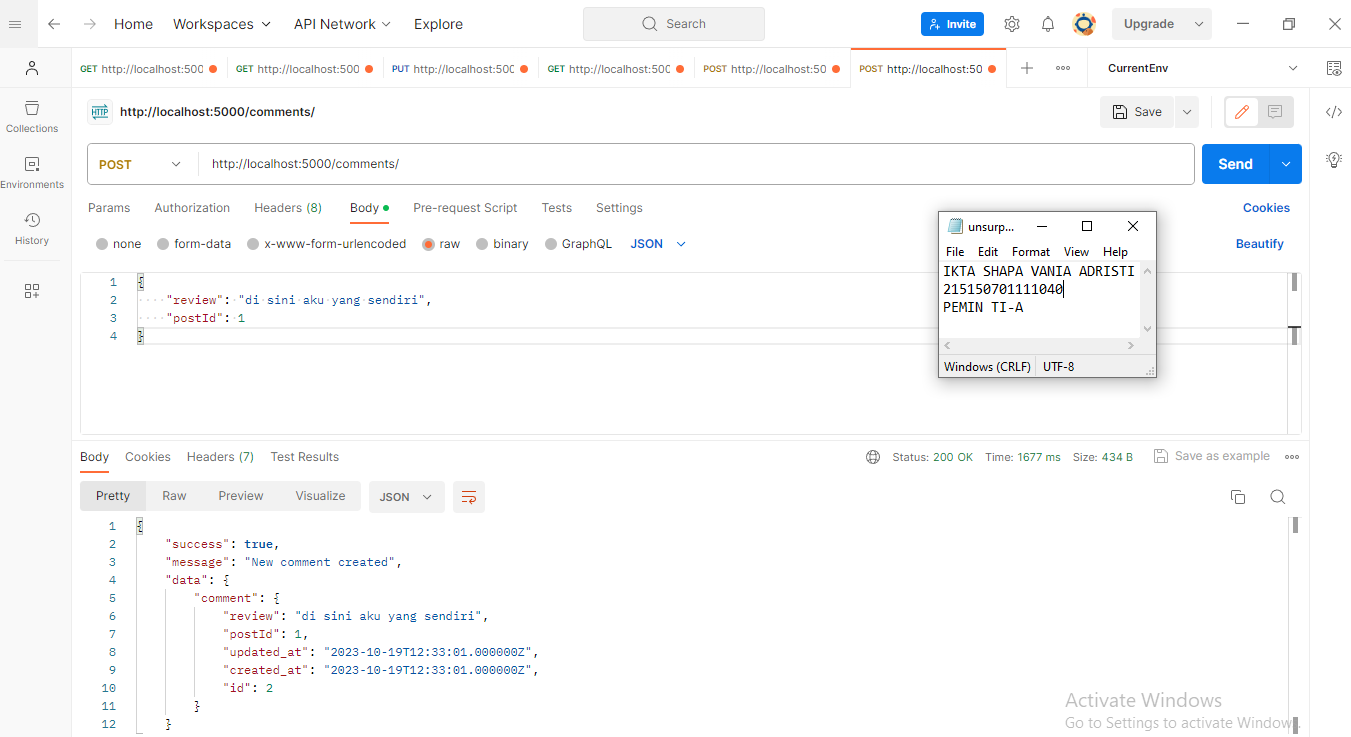 Home Workspaces API Network Explore Search Invite Upgrade
GET http://localhost:500 GET http://localhost:500 PUT http://localhost:500 GET http://localhost:500 POST http://localhost:50 POST http://localhost:50 CurrentEnv
HTTP http://localhost:5000/comments/ Save
Collections
Environments
History
POST http://localhost:5000/comments/ Send
Params Authorization Headers (8) Body Pre-request Script Tests Settings Cookies
none form-data x-www-form-urlencoded raw binary GraphQL JSON Beautify
1 {
2 "review": "di sini aku yang sendiri",
3 "postId": 1
4 }
unsurp...
File Edit Format View Help
IKTA SHAPA VANIA ADRISTI
215150701111040
PEMIN TI-A
Windows (CRLF) UTF-8
Body Cookies Headers (7) Test Results Status: 200 OK Time: 1677 ms Size: 434 B Save as example
Pretty Raw Preview Visualize JSON
1 {
2 "success": true,
3 "message": "New comment created",
4 "data": {
5 "comment": {
6 "review": "di sini aku yang sendiri",
7 "postId": 1,
8 "updated_at": "2023-10-19T12:33:01.000000Z",
9 "created_at": "2023-10-19T12:33:01.000000Z",
10 "id": 2
11 }
12 }
Activate Windows
Go to Settings to activate Windows.